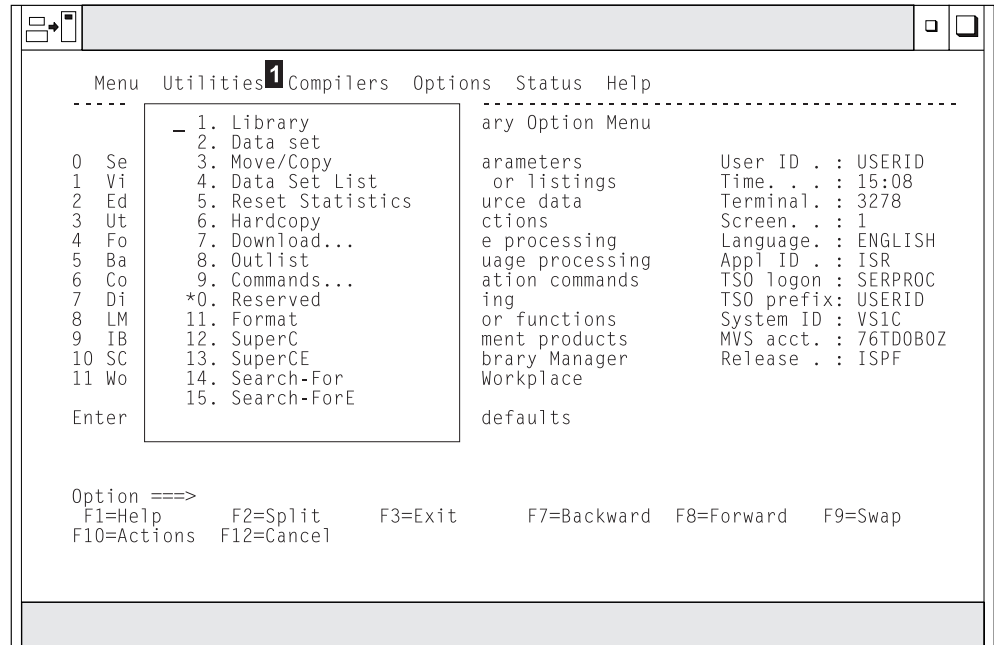 Menu Utilities 1 Compilers Options Status Help
_ 1. Library ary Option Menu
2. Data set
0 Se 3. Move/Copy arameters User ID . : USERID
1 Vi 4. Data Set List or listings Time. . . : 15:08
2 Ed 5. Reset Statistics urce data Terminal. : 3278
3 Ut 6. Hardcopy ctions Screen. . : 1
4 Fo 7. Download... e processing Language. : ENGLISH
5 Ba 8. Outlist uage processing Appl ID . : ISR
6 Co 9. Commands... ation commands TSO logon : SERPROC
7 Di *0. Reserved ing TSO prefix: USERID
8 LM 11. Format or functions System ID : VS1C
9 IB 12. SuperC ment products MVS acct. : 76TDOBOZ
10 SC 13. SuperCE brary Manager Release . : ISPF
11 Wo 14. Search-For Workplace
15. Search-ForE
Enter defaults
Option ===>
F1=Help F2=Split F3=Exit F7=Backward F8=Forward F9=Swap
F10=Actions F12=Cancel